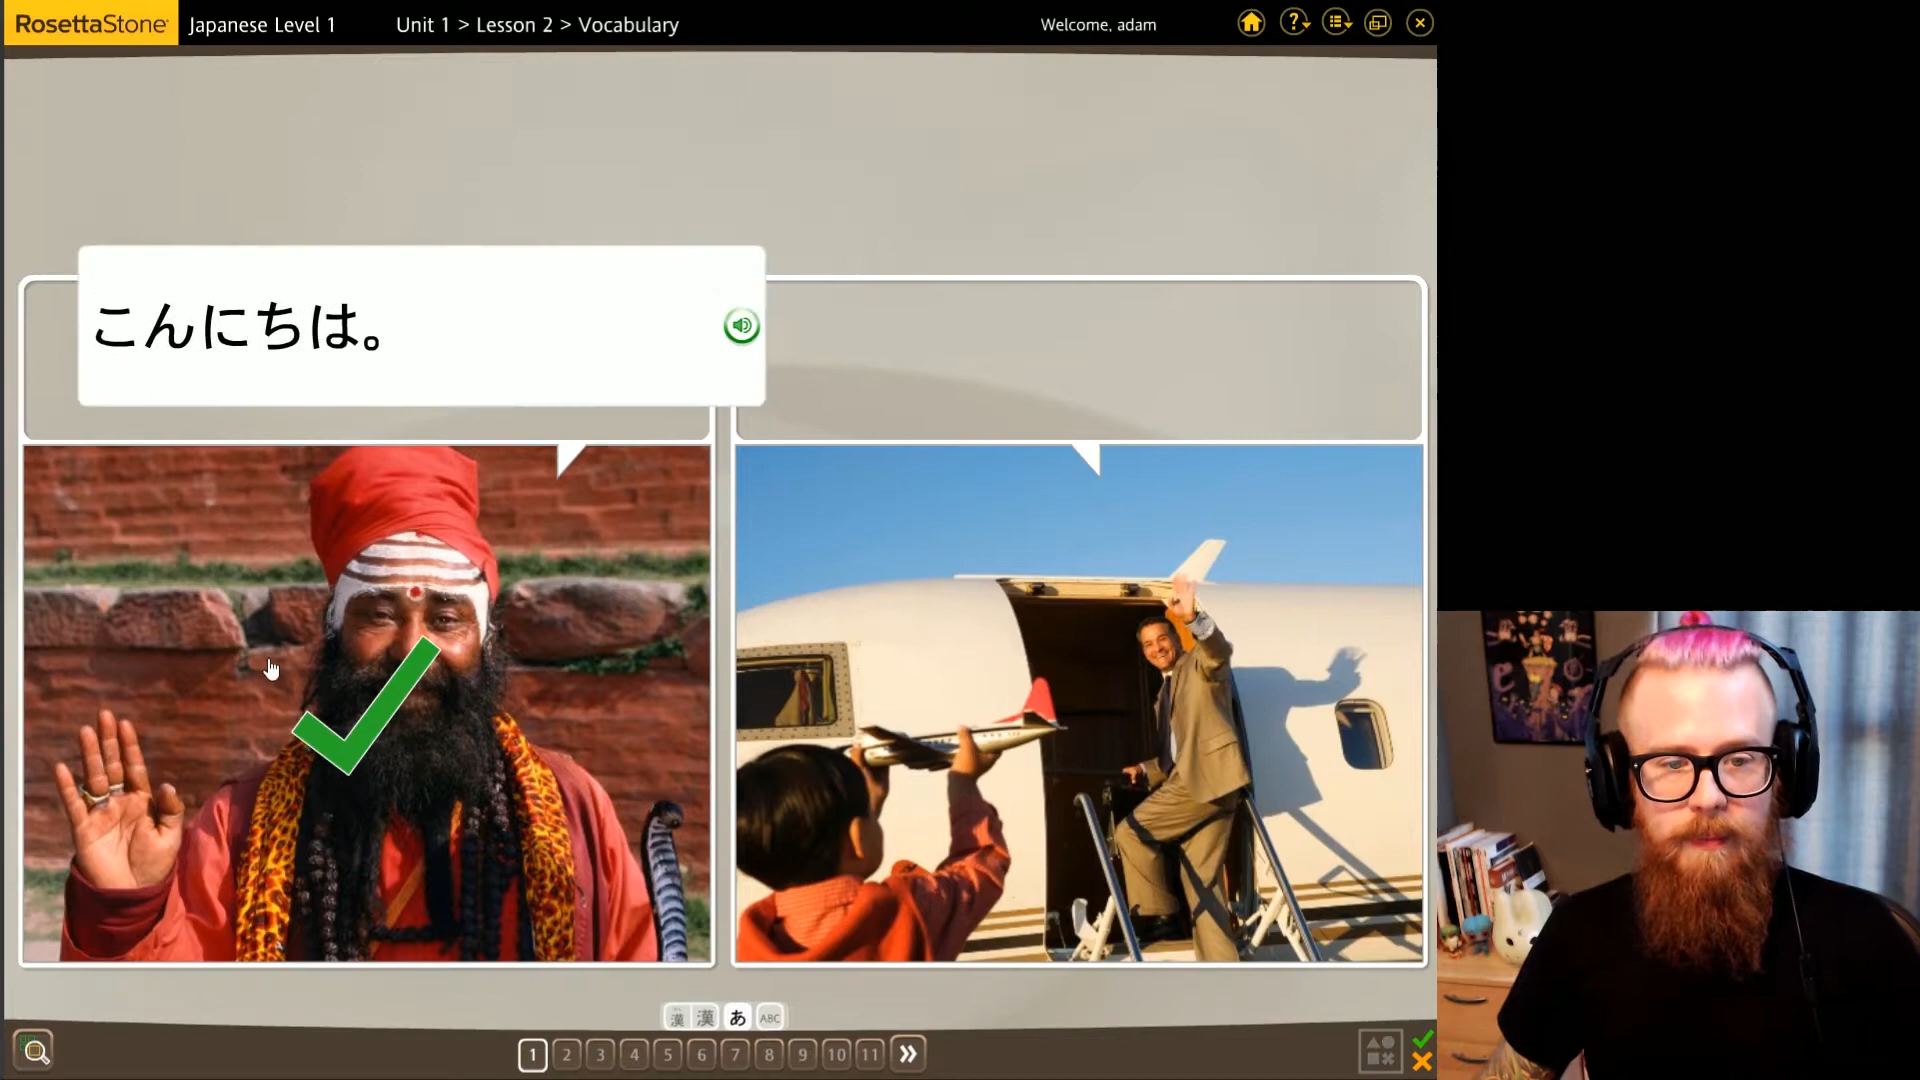 RosettaStone Japanese Level 1 Unit 1 > Lesson 2 > Vocabulary Welcome, adam
こんにちは。
漢 漢 あ ABC
1 2 3 4 5 6 7 8 9 10 11